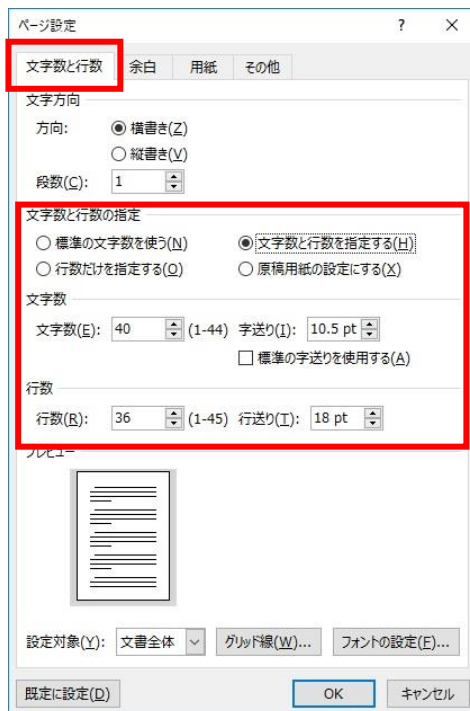 ページ設定 ? ×
文字数と行数 余白 用紙 その他
文字方向
方向: 横書き(Z)
縦書き(V)
段数(C): 1
文字数と行数の指定
標準の文字数を使う(N) 文字数と行数を指定する(H)
行数だけを指定する(O) 原稿用紙の設定にする(X)
文字数
文字数(E): 40 (1-44) 字送り(I): 10.5 pt
標準の字送りを使用する(A)
行数
行数(R): 36 (1-45) 行送り(T): 18 pt
プレビュー
設定対象(Y): 文書全体 グリッド線(W)... フォントの設定(F)...
既定に設定(D) OK キャンセル